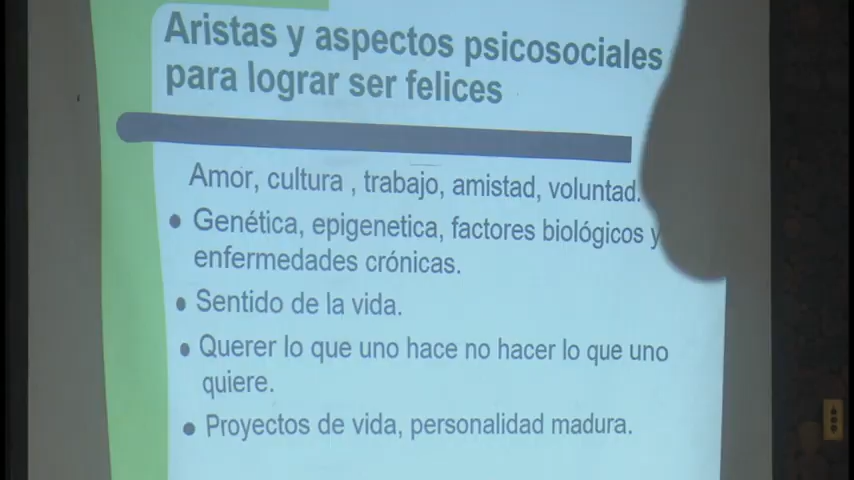 Aristas y aspectos psicosociales
para lograr ser felices
Amor, cultura , trabajo, amistad, voluntad.
• Genética, epigenetica, factores biológicos y
enfermedades crónicas.
• Sentido de la vida.
• Querer lo que uno hace no hacer lo que uno
quiere.
• Proyectos de vida, personalidad madura.